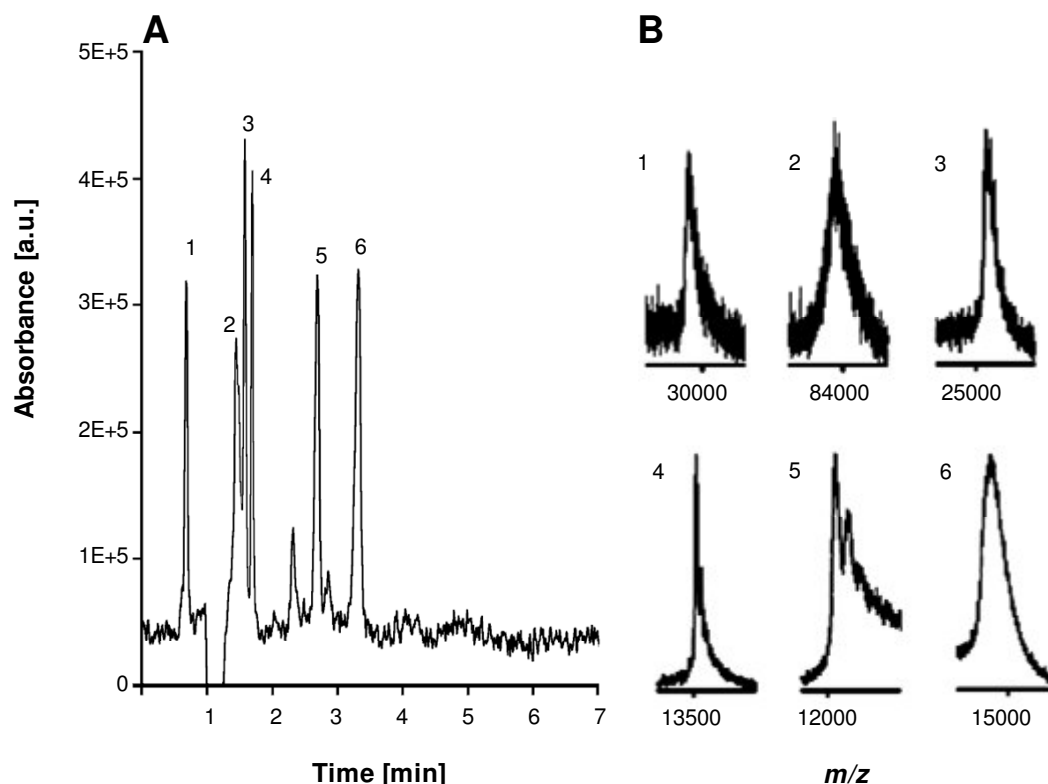 A
B
Absorbance [a.u.]
5E+5
4E+5
3E+5
2E+5
1E+5
0
1
2
3
4
5
6
1 2 3 4 5 6 7
Time [min]
1 2 3
30000 84000 25000
4 5 6
13500 12000 15000
m/z